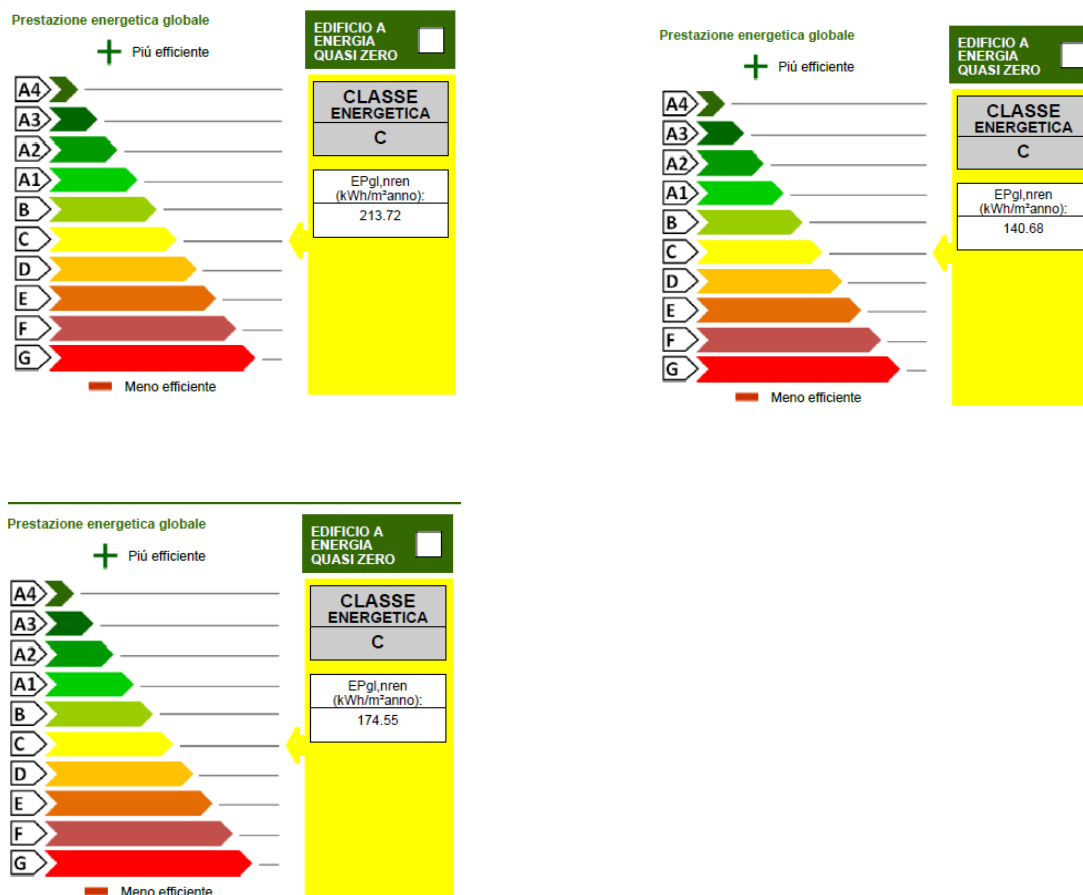 Prestazione energetica globale
Piú efficiente
A4
A3
A2
A1
B
C
D
E
F
G
Meno efficiente
EDIFICIO A
ENERGIA
QUASI ZERO
CLASSE
ENERGETICA
C
EPgl,nren
(kWh/m²anno):
213.72
Prestazione energetica globale
Piú efficiente
A4
A3
A2
A1
B
C
D
E
F
G
Meno efficiente
EDIFICIO A
ENERGIA
QUASI ZERO
CLASSE
ENERGETICA
C
EPgl,nren
(kWh/m²anno):
140.68
Prestazione energetica globale
Piú efficiente
A4
A3
A2
A1
B
C
D
E
F
G
Meno efficiente
EDIFICIO A
ENERGIA
QUASI ZERO
CLASSE
ENERGETICA
C
EPgl,nren
(kWh/m²anno):
174.55